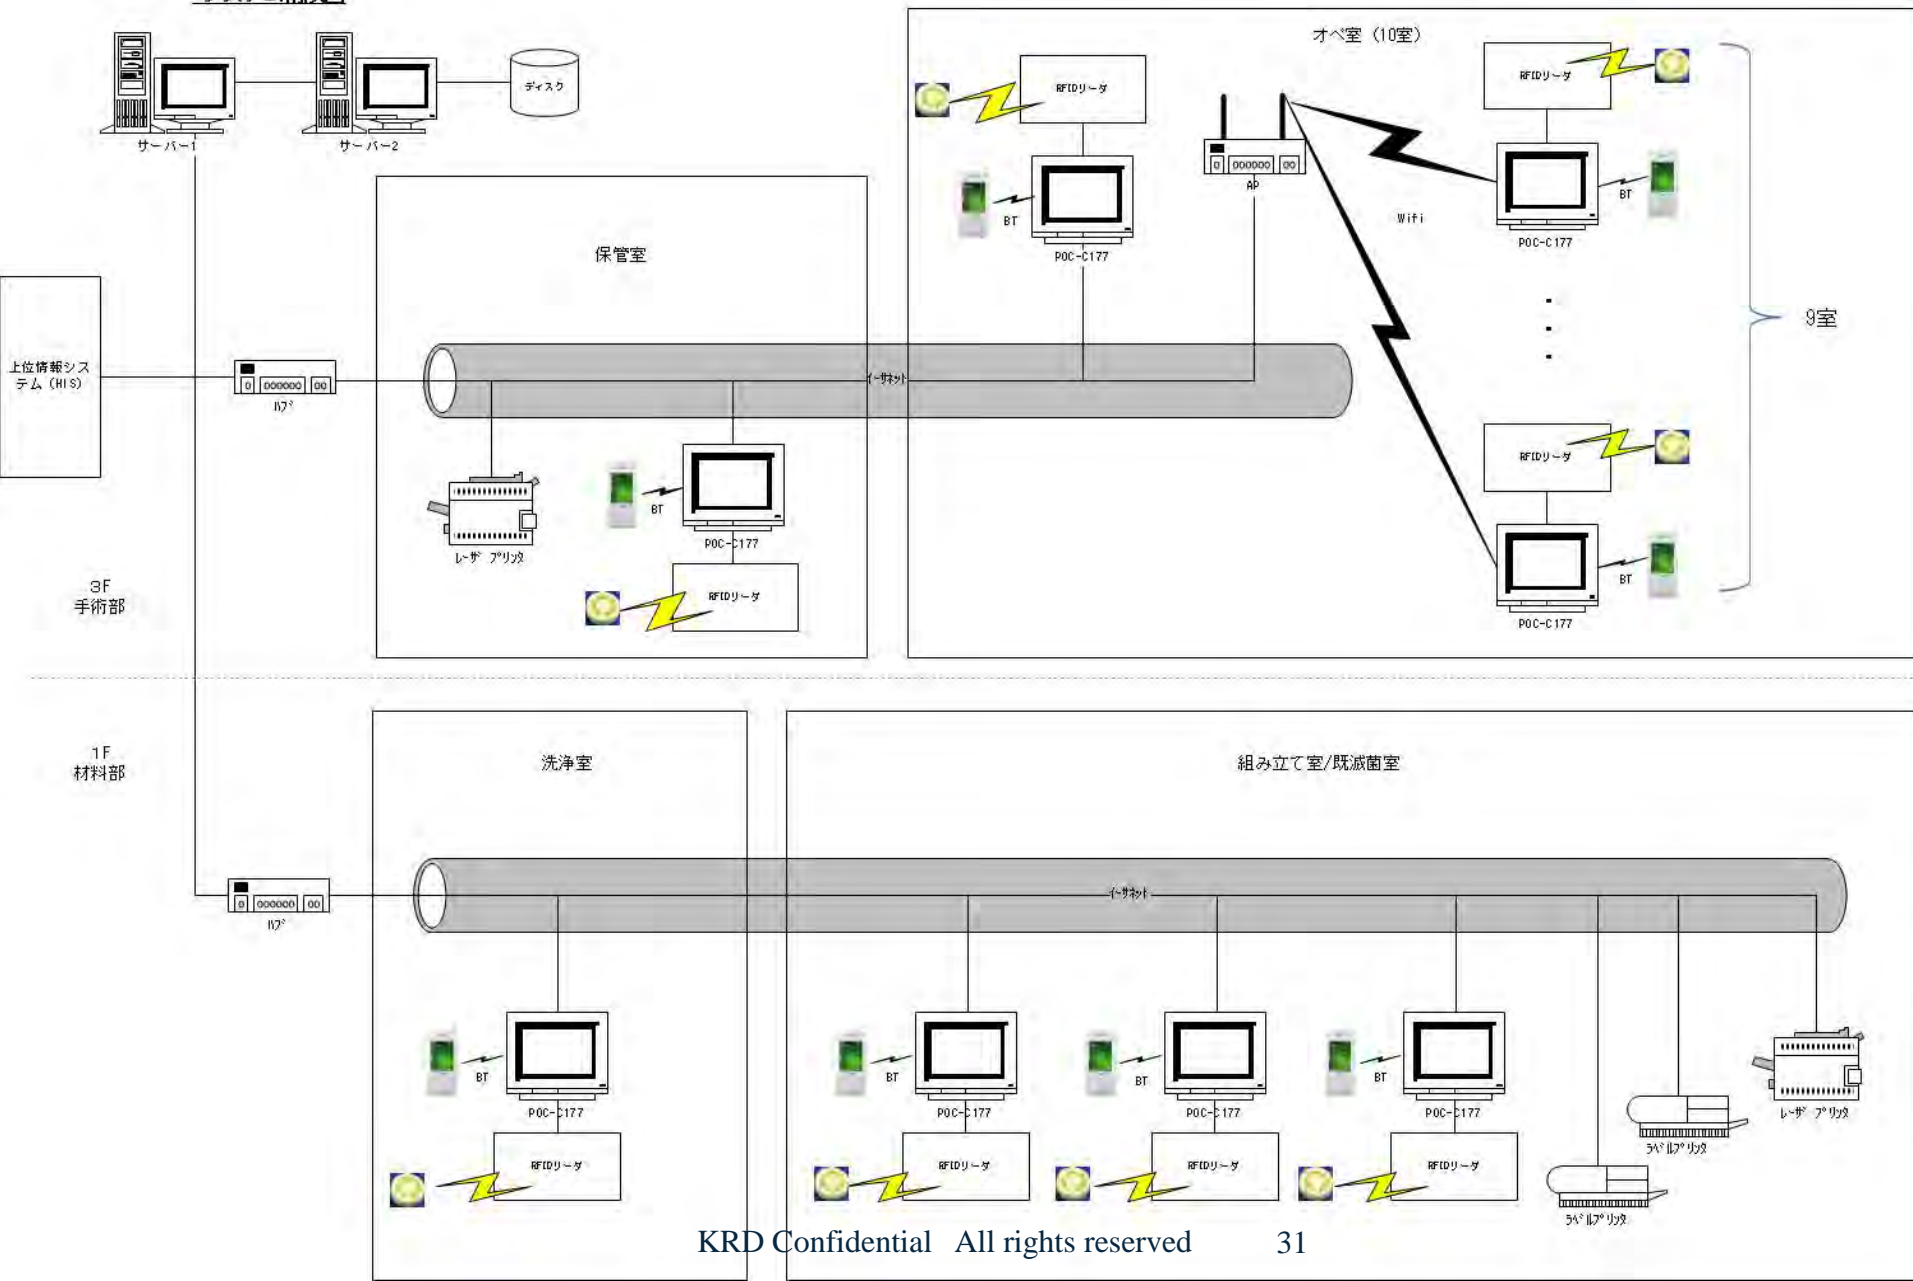 サーバー1
サーバー2
ディスク
オペ室（10室）
RFIDリーダ
RFIDリーダ
AP
BT
POC-C177
Wifi
BT
POC-C177
保管室
9室
上位情報シス
テム（HIS）
ﾊﾌﾞ
ｲｰｻﾈｯﾄ
BT
POC-C177
ﾚｰｻﾞﾌﾟﾘﾝﾀ
RFIDリーダ
RFIDリーダ
BT
POC-C177
3F
手術部
1F
材料部
洗浄室
組み立て室/既滅菌室
ﾊﾌﾞ
ｲｰｻﾈｯﾄ
BT
BT
BT
BT
POC-C177
POC-C177
POC-C177
POC-C177
ﾚｰｻﾞﾌﾟﾘﾝﾀ
ﾗﾍﾞﾙﾌﾟﾘﾝﾀ
RFIDリーダ
RFIDリーダ
RFIDリーダ
RFIDリーダ
ﾗﾍﾞﾙﾌﾟﾘﾝﾀ
KRD Confidential All rights reserved 31